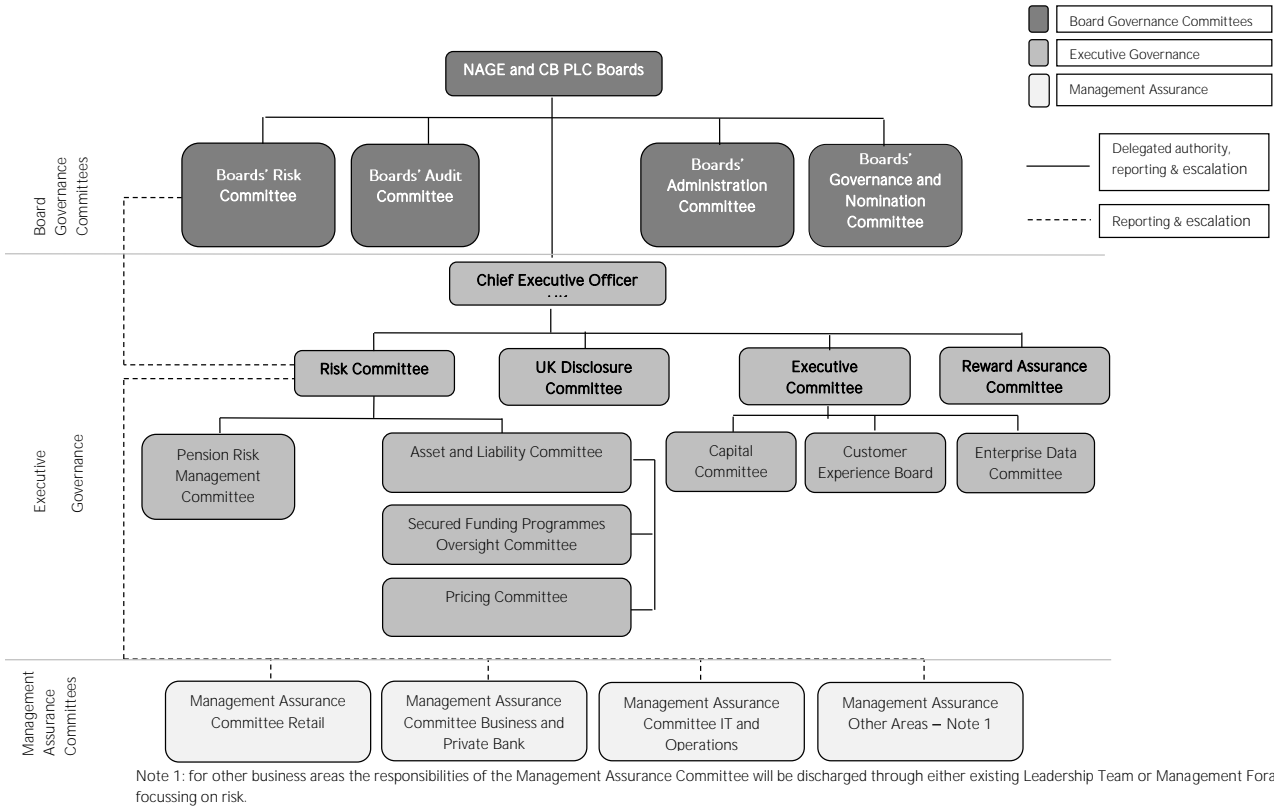 Board Governance Committees
Executive Governance
Management Assurance
Delegated authority,
reporting & escalation
Reporting & escalation
NAGE and CB PLC Boards
Board
Governance
Committees
Boards' Risk
Committee
Boards' Audit
Committee
Boards'
Administration
Committee
Boards'
Governance and
Nomination
Committee
Chief Executive Officer
Executive
Governance
Risk Committee
UK Disclosure
Committee
Executive
Committee
Reward Assurance
Committee
Pension Risk
Management
Committee
Asset and Liability Committee
Secured Funding Programmes
Oversight Committee
Pricing Committee
Capital
Committee
Customer
Experience Board
Enterprise Data
Committee
Management
Assurance
Committees
Management Assurance
Committee Retail
Management Assurance
Committee Business and
Private Bank
Management Assurance
Committee IT and
Operations
Management Assurance
Other Areas – Note 1
Note 1: for other business areas the responsibilities of the Management Assurance Committee will be discharged through either existing Leadership Team or Management Fora
focussing on risk.